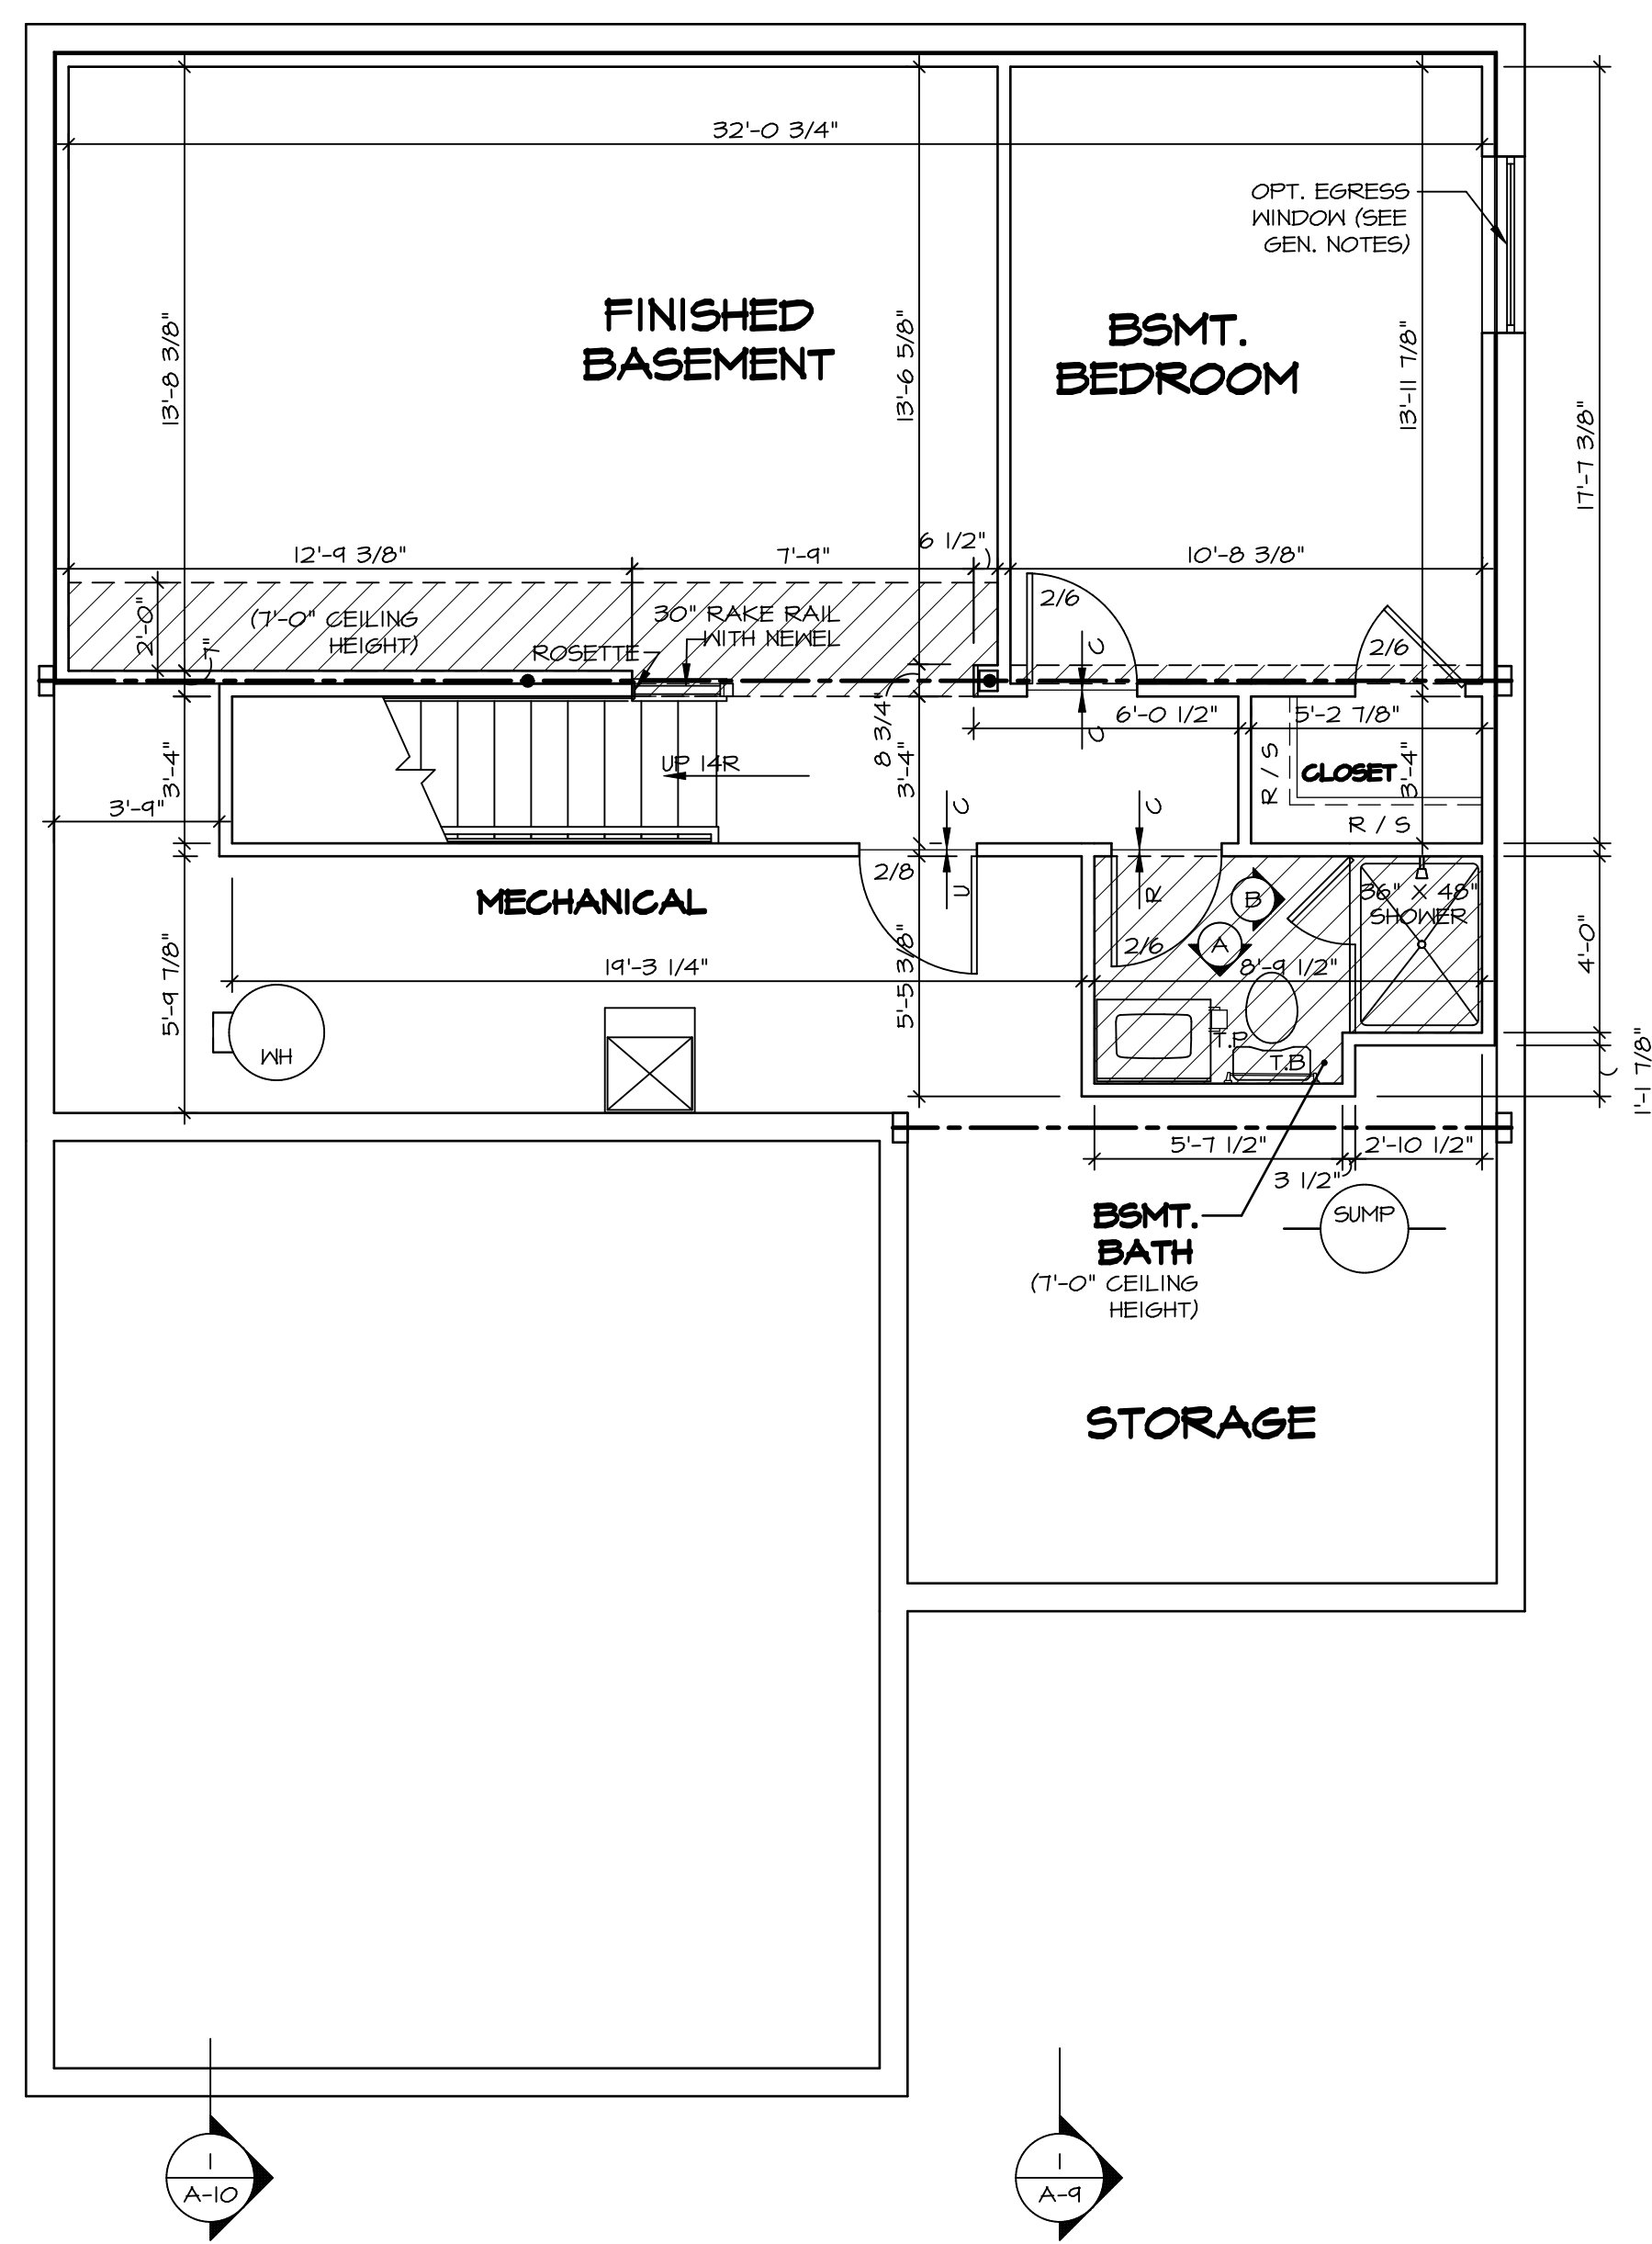 32'-0 3/4"
OPT. EGRESS
WINDOW (SEE
GEN. NOTES)
FINISHED
BASEMENT
BSMT.
BEDROOM
13'-8 3/8"
13'-6 5/8"
13'-11 7/8"
17'-7 3/8"
12'-9 3/8"
7'-9"
6 1/2"
10'-8 3/8"
2'-0"
7"
(7'-0" CEILING
HEIGHT)
ROSETTE
30" RAKE RAIL
WITH NEWEL
2/6
C
2/6
C
8 3/4"
6'-0 1/2"
5'-2 7/8"
3'-4"
3'-9"
UP 14R
3'-4"
R / S
CLOSET
3'-4"
R / S
C
C
2/8
U
R
MECHANICAL
B
36" X 48"
SHOWER
A
2/6
19'-3 1/4"
8'-9 1/2"
5'-9 7/8"
5'-5 3/8"
4'-0"
WH
T.P
T.B
1'-1 7/8"
5'-7 1/2"
2'-10 1/2"
3 1/2"
BSMT.
BATH
(7'-0" CEILING
HEIGHT)
SUMP
STORAGE
1
A-10
1
A-9